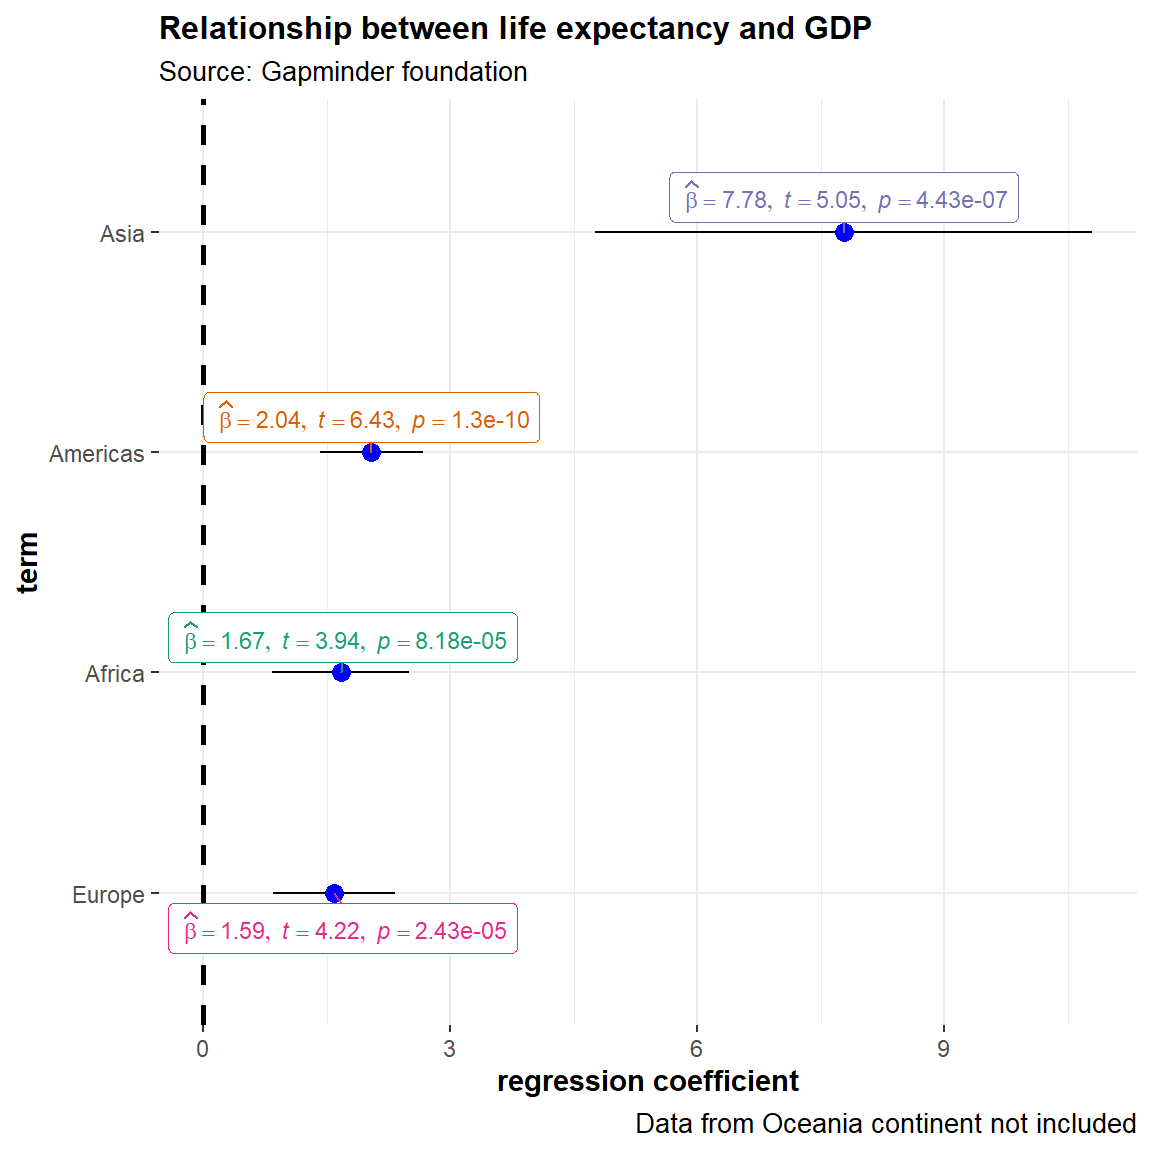 Relationship between life expectancy and GDP
Source: Gapminder foundation
β̂ = 7.78, t = 5.05, p = 4.43e-07
Asia
β̂ = 2.04, t = 6.43, p = 1.3e-10
Americas
term
β̂ = 1.67, t = 3.94, p = 8.18e-05
Africa
Europe
β̂ = 1.59, t = 4.22, p = 2.43e-05
0 3 6 9
regression coefficient
Data from Oceania continent not included